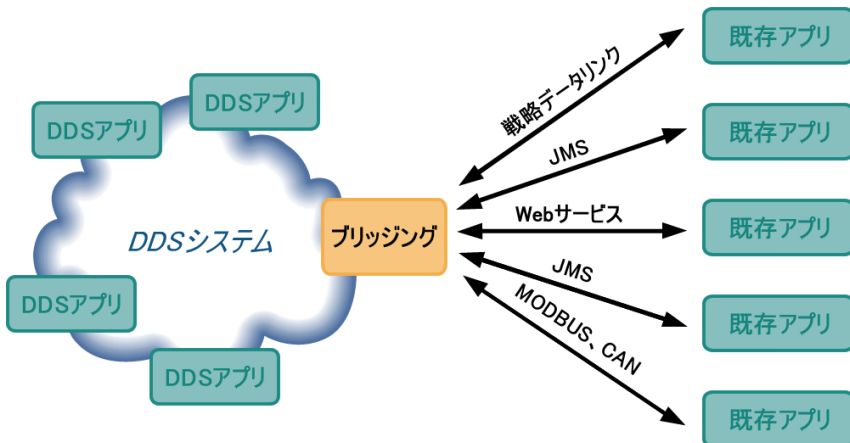 DDSアプリ
DDSアプリ
DDSシステム
DDSアプリ
DDSアプリ
ブリッジング
戦略データリンク
JMS
Webサービス
JMS
MODBUS、CAN
既存アプリ
既存アプリ
既存アプリ
既存アプリ
既存アプリ